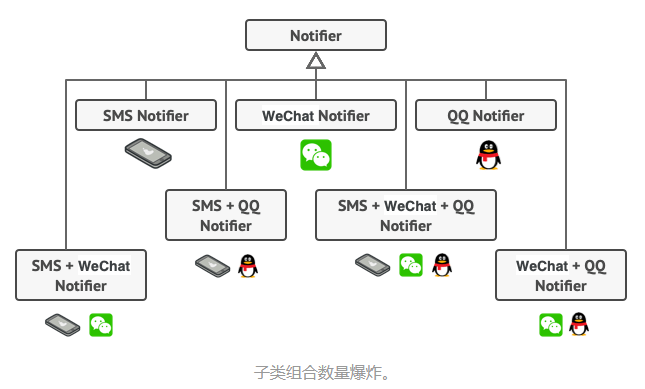 Notifier
SMS Notifier
WeChat Notifier
QQ Notifier
SMS + QQ
Notifier
SMS + WeChat + QQ
Notifier
SMS + WeChat
Notifier
WeChat + QQ
Notifier
子类组合数量爆炸。